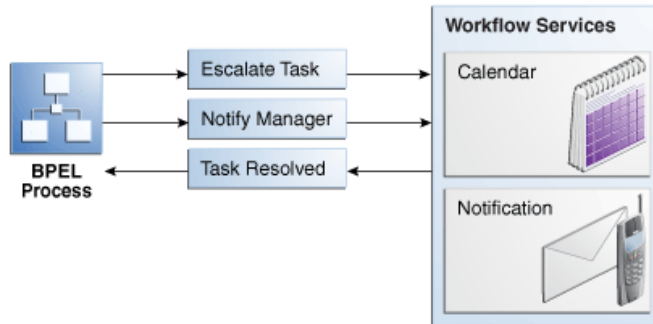 Workflow Services
Escalate Task
Calendar
Notify Manager
BPEL
Process
Task Resolved
Notification